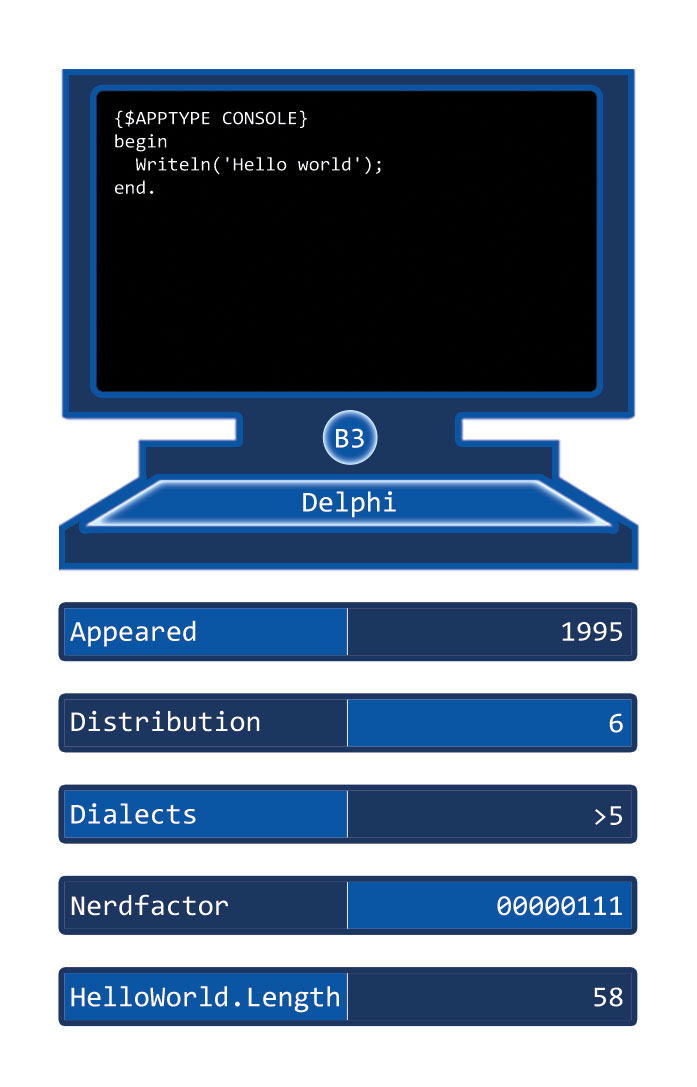 {$APPTYPE CONSOLE}
begin
  Writeln('Hello world');
end.
B3
Delphi
Appeared 1995
Distribution 6
Dialects >5
Nerdfactor 00000111
HelloWorld.Length 58